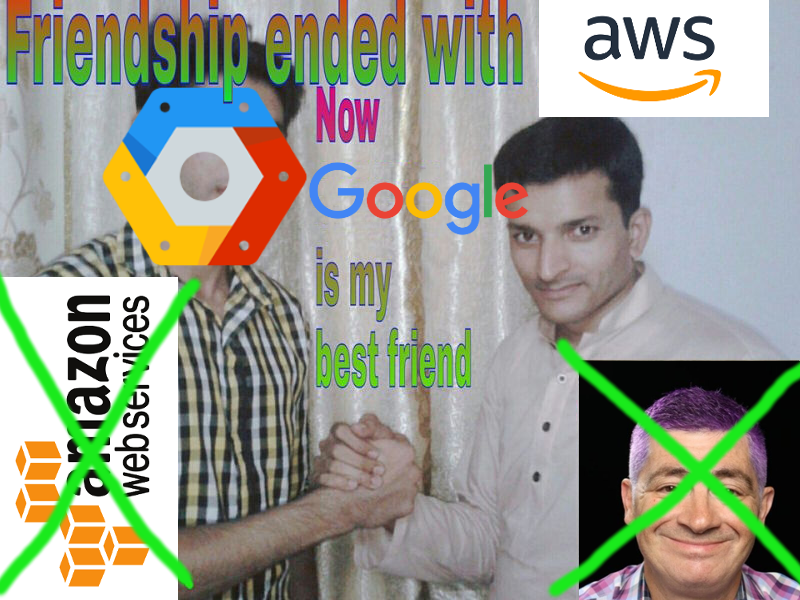 Friendship ended with
aws
Now
Google
is my
best friend
amazon
web services